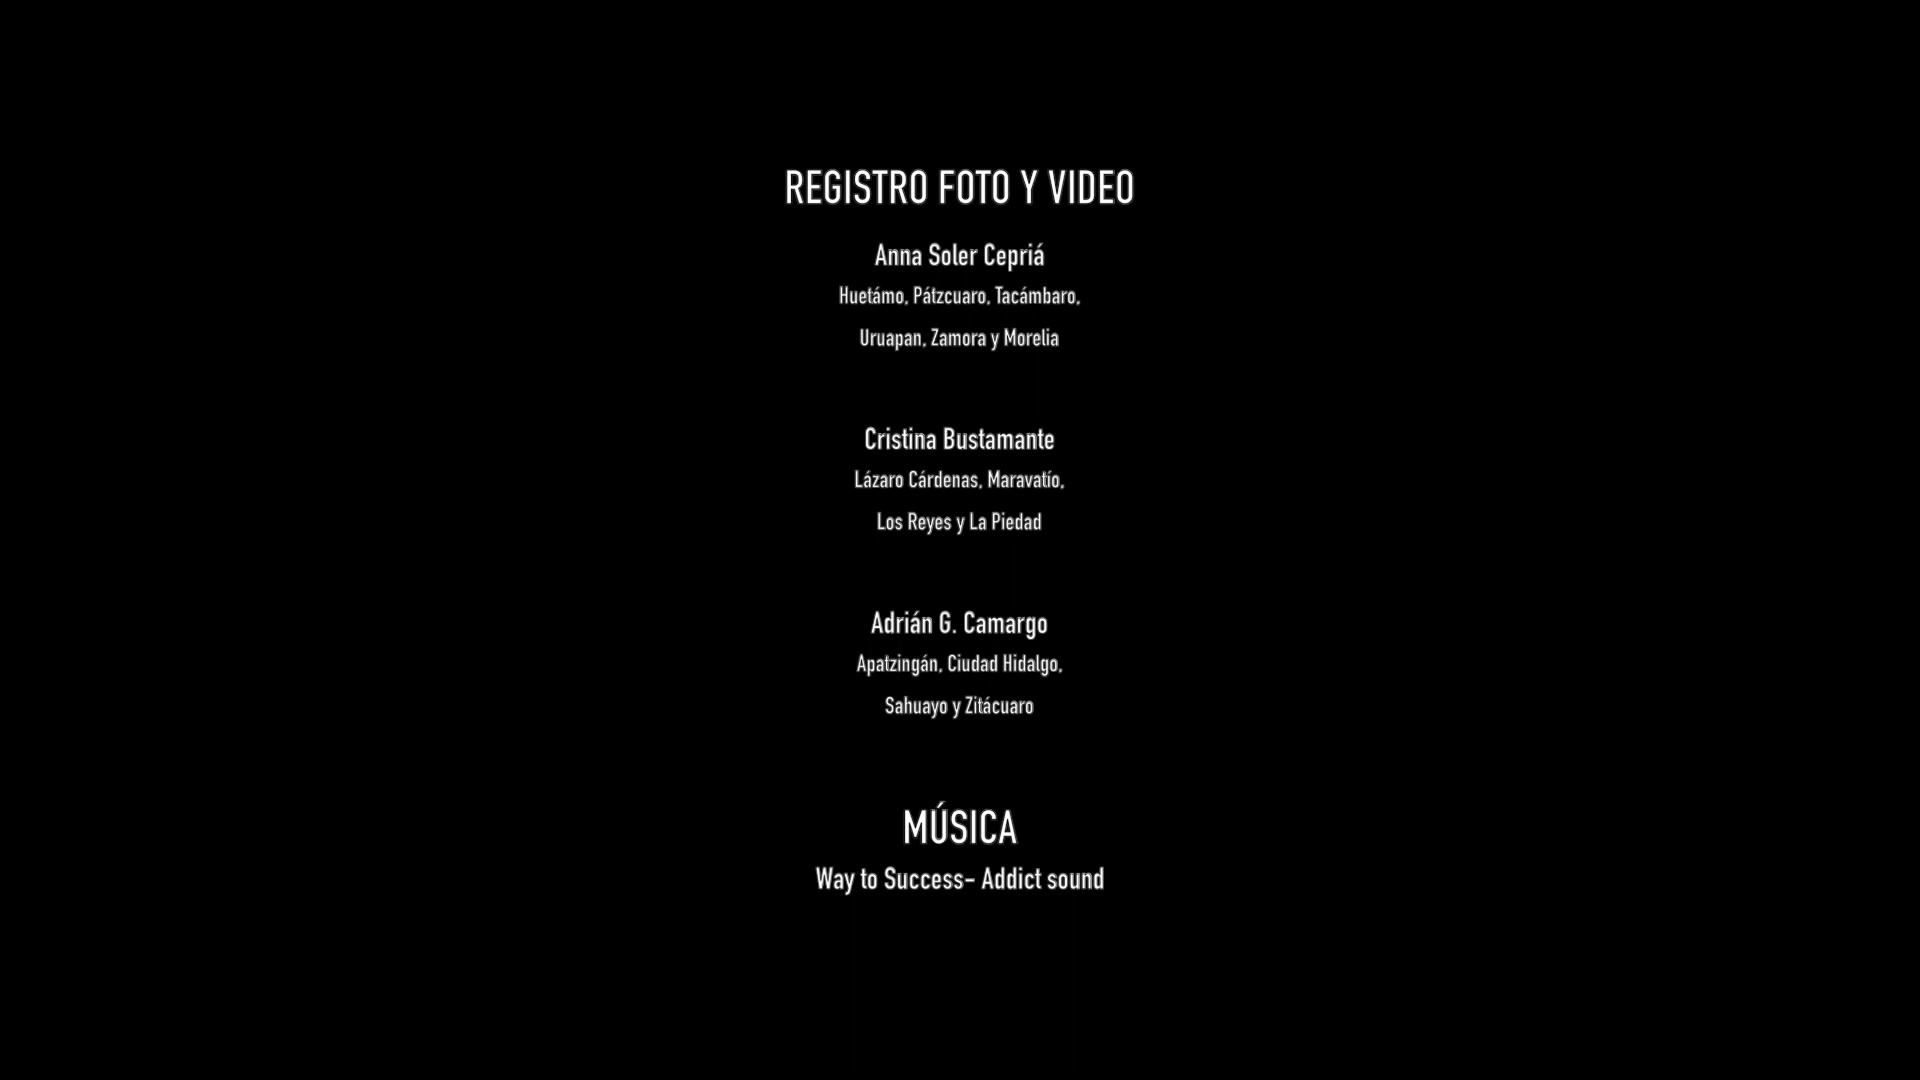 REGISTRO FOTO Y VIDEO
Anna Soler Cepriá
Huetámo, Pátzcuaro, Tacámbaro,
Uruapan, Zamora y Morelia
Cristina Bustamante
Lázaro Cárdenas, Maravatío,
Los Reyes y La Piedad
Adrián G. Camargo
Apatzingán, Ciudad Hidalgo,
Sahuayo y Zitácuaro
MÚSICA
Way to Success- Addict sound